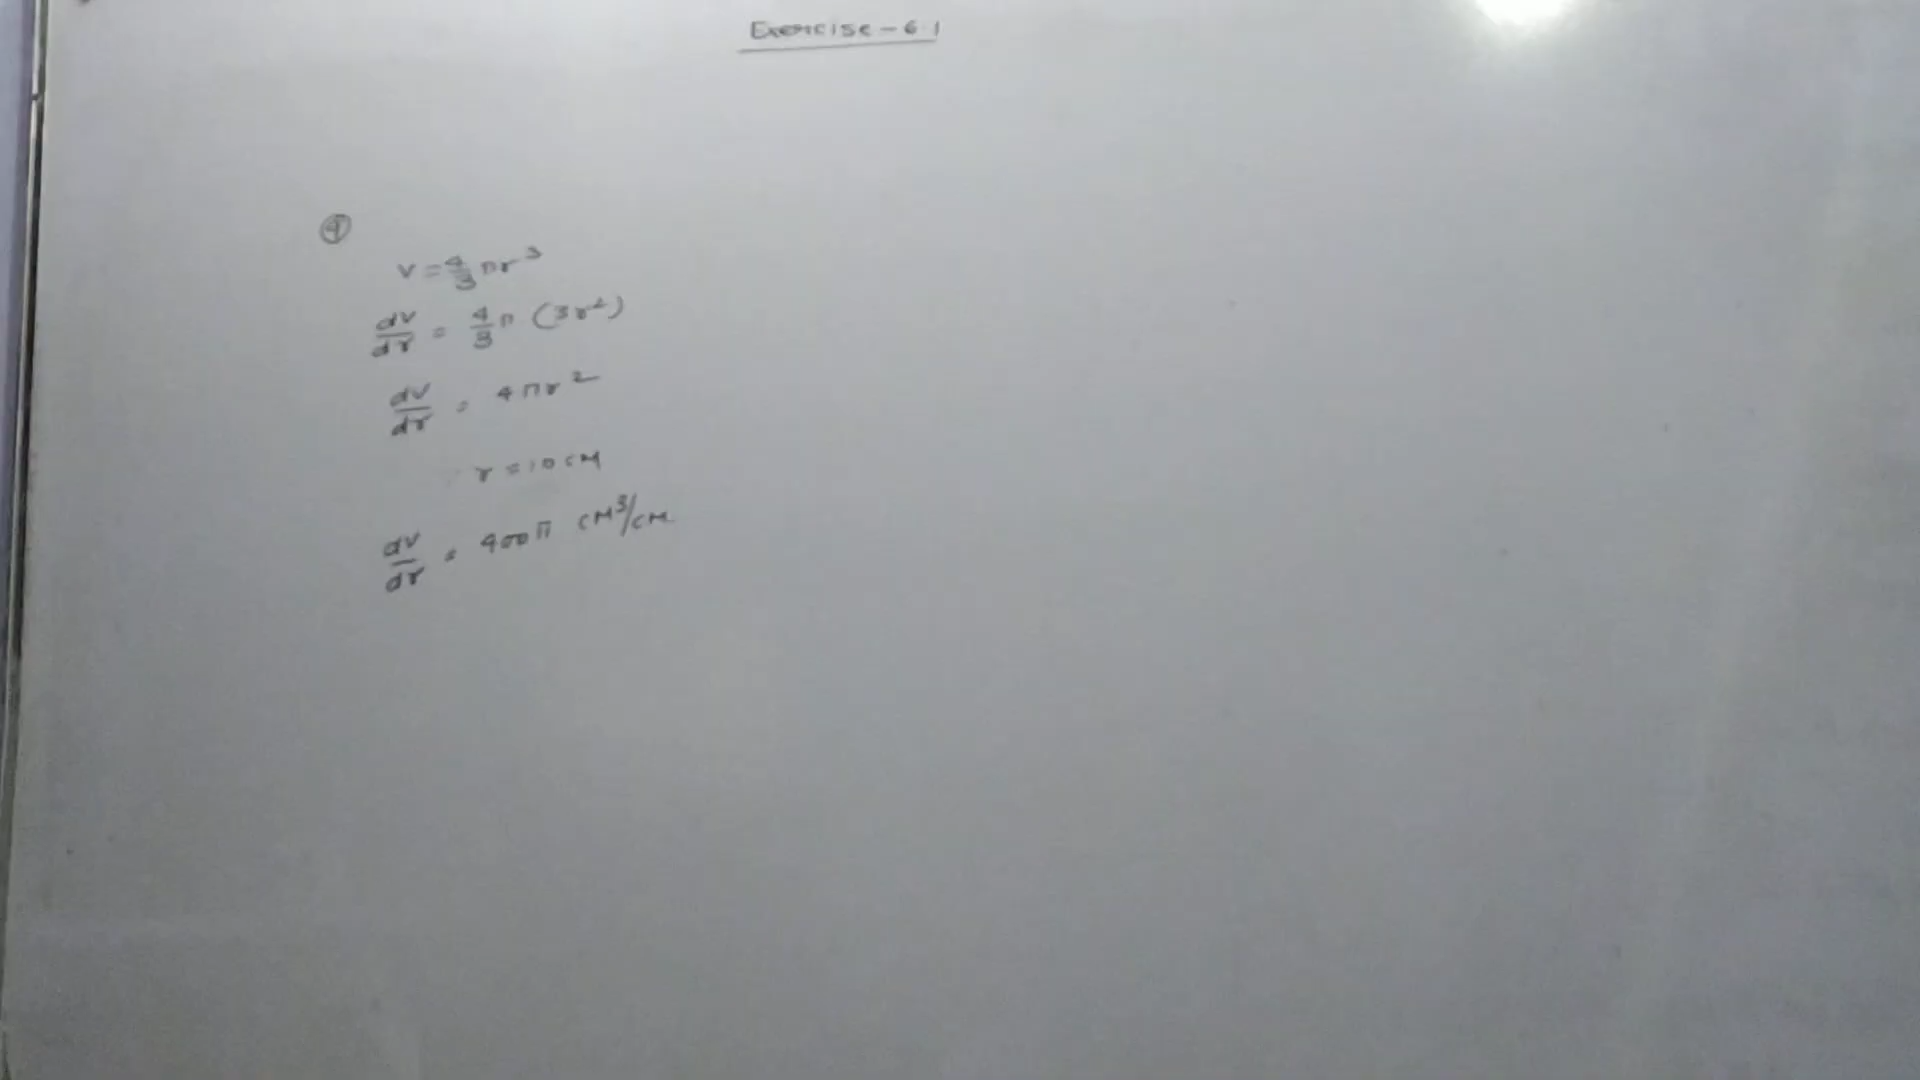 Exercise - 6.1
⑨
V = 4/3 πr³
dV/dr = 4/3 π (3r²)
dV/dr = 4πr²
r = 10 cm
dV/dr = 400π cm³/cm